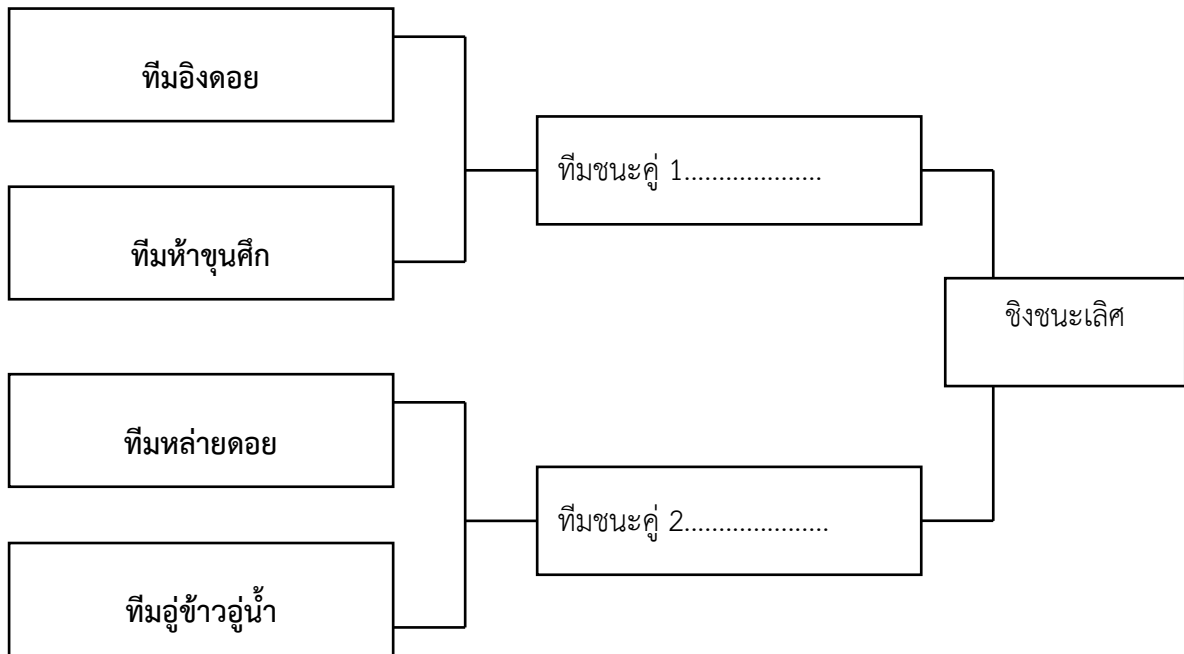 ทีมอิงดอย
ทีมชนะคู่ 1....................
ทีมห้าขุนศึก
ชิงชนะเลิศ
ทีมหล่ายดอย
ทีมชนะคู่ 2.....................
ทีมอู่ข้าวอู่น้ำ